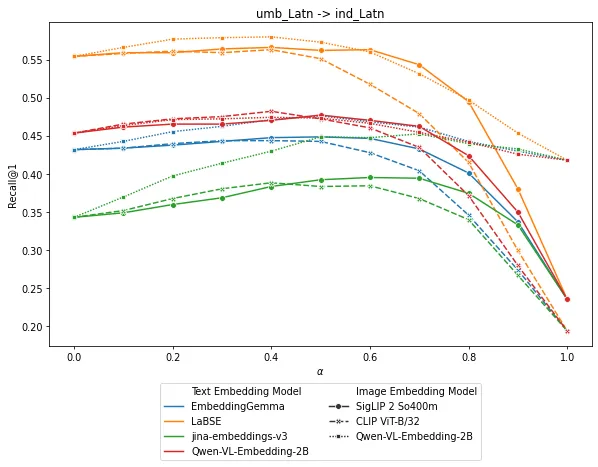 umb_Latn -> ind_Latn
Recall@1
0.55
0.50
0.45
0.40
0.35
0.30
0.25
0.20
0.0 0.2 0.4 0.6 0.8 1.0
α
Text Embedding Model Image Embedding Model
EmbeddingGemma SigLIP 2 So400m
LaBSE CLIP ViT-B/32
jina-embeddings-v3 Qwen-VL-Embedding-2B
Qwen-VL-Embedding-2B